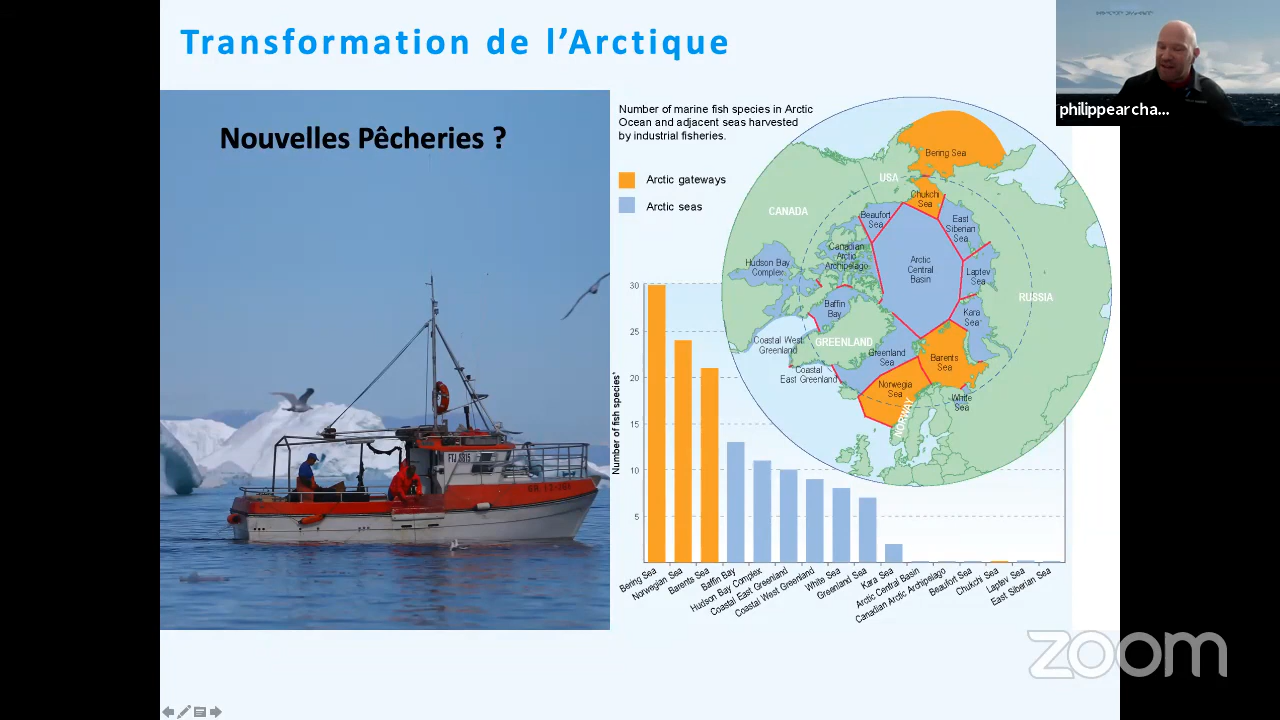 Transformation de l'Arctique
philippearcha...
Nouvelles Pêcheries ?
Number of marine fish species in Arctic
Ocean and adjacent seas harvested
by industrial fisheries.
Arctic gateways
Arctic seas
Bering Sea
USA
Chukchi
Sea
CANADA
Beaufort
Sea
East
Siberian
Sea
Canadian
Arctic
Archipelago
Hudson Bay
Complex
Arctic
Central
Basin
Laptev
Sea
RUSSIA
Baffin
Bay
Kara
Sea
Coastal West
Greenland
GREENLAND
Greenland
Sea
Barents
Sea
Coastal
East Greenland
Norwegia
Sea
NORWAY
White
Sea
Number of fish species¹
30
25
20
15
10
5
Bering Sea
Norwegian Sea
Barents Sea
Baffin Bay
Hudson Bay Complex
Coastal East Greenland
Coastal West Greenland
White Sea
Greenland Sea
Kara Sea
Arctic Central Basin
Canadian Arctic Archipelago
Beaufort Sea
Chukchi Sea
Laptev Sea
East Siberian Sea
zoom